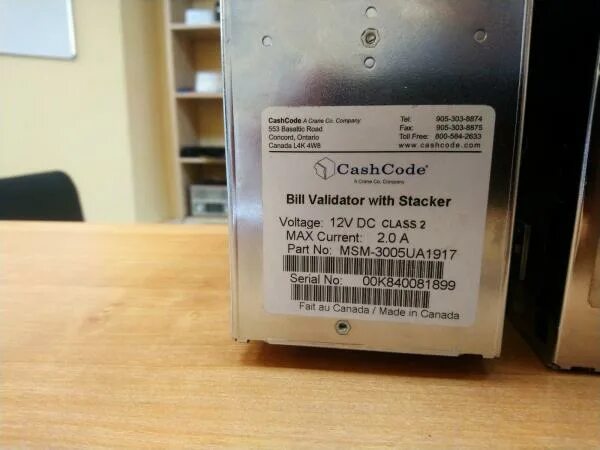 CashCode A Crane Co. Company
553 Basaltic Road
Concord, Ontario
Canada L4K 4W8
Tel: 905-303-8874
Fax: 905-303-8875
Toll Free: 800-584-2633
www.cashcode.com
CashCode®
A Crane Co. Company
Bill Validator with Stacker
Voltage: 12V DC CLASS 2
MAX Current: 2.0 A
Part No: MSM-3005UA1917
Serial No: 00K840081899
Fait au Canada / Made in Canada